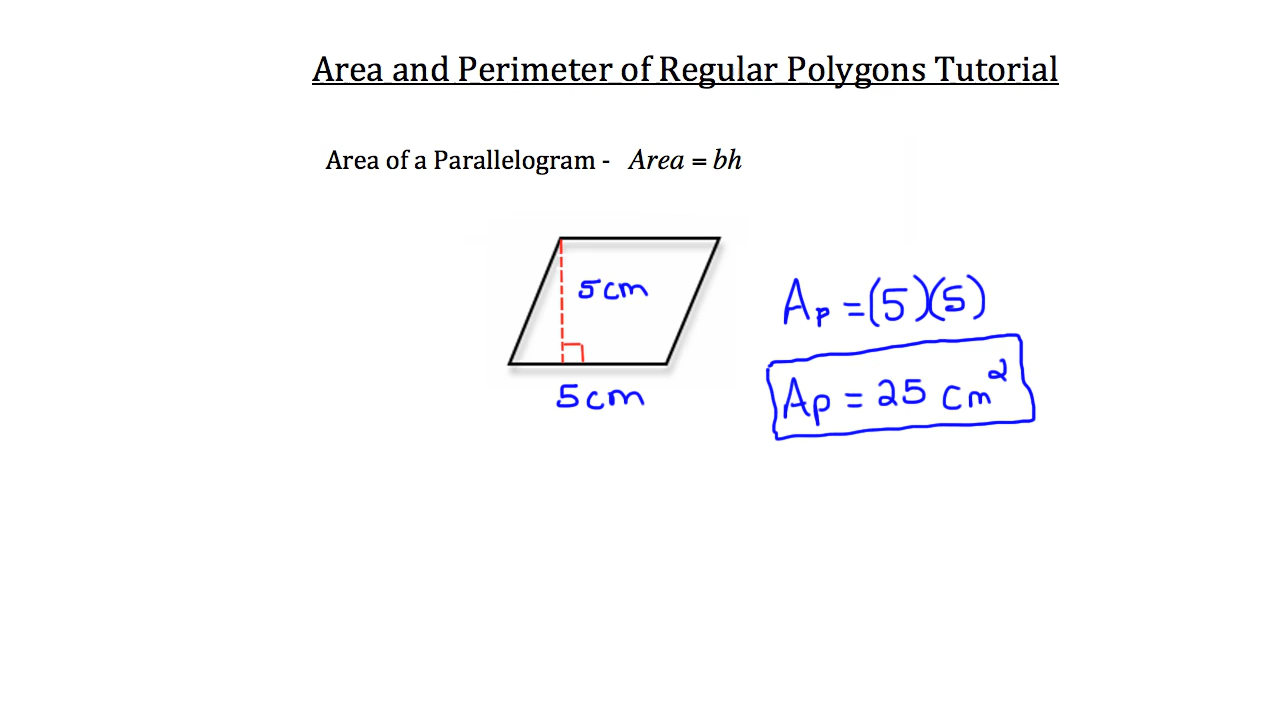 Area and Perimeter of Regular Polygons Tutorial
Area of a Parallelogram - Area = bh
5cm
5cm
Ap = (5)(5)
Ap = 25 cm²